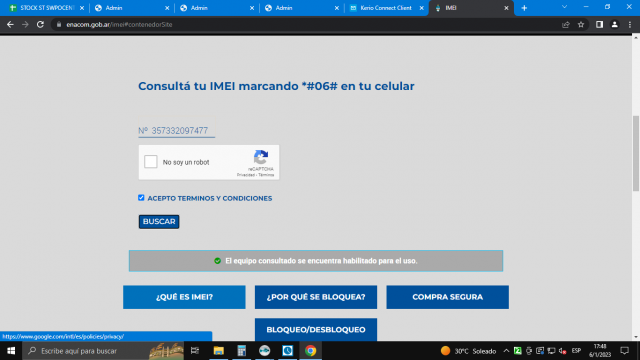 STOCK ST SWPOCENT
Admin
Admin
Admin
Kerio Connect Client
IMEI
enacom.gob.ar/imei#contenedorSite
Consultá tu IMEI marcando *#06# en tu celular
Nº 357332097477
No soy un robot
reCAPTCHA
Privacidad - Términos
ACEPTO TERMINOS Y CONDICIONES
BUSCAR
El equipo consultado se encuentra habilitado para el uso.
¿QUÉ ES IMEI?
¿POR QUÉ SE BLOQUEA?
COMPRA SEGURA
BLOQUEO/DESBLOQUEO
https://www.google.com/intl/es/policies/privacy/
Escribe aquí para buscar
30°C Soleado
ESP
17:48
6/1/2023